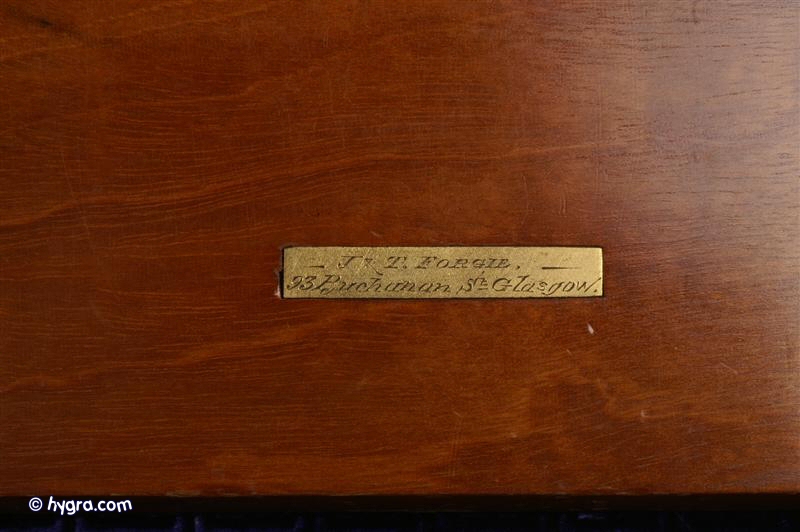 — J & T. FORGIE. —
93 Buchanan St. Glasgow.
© hygra.com